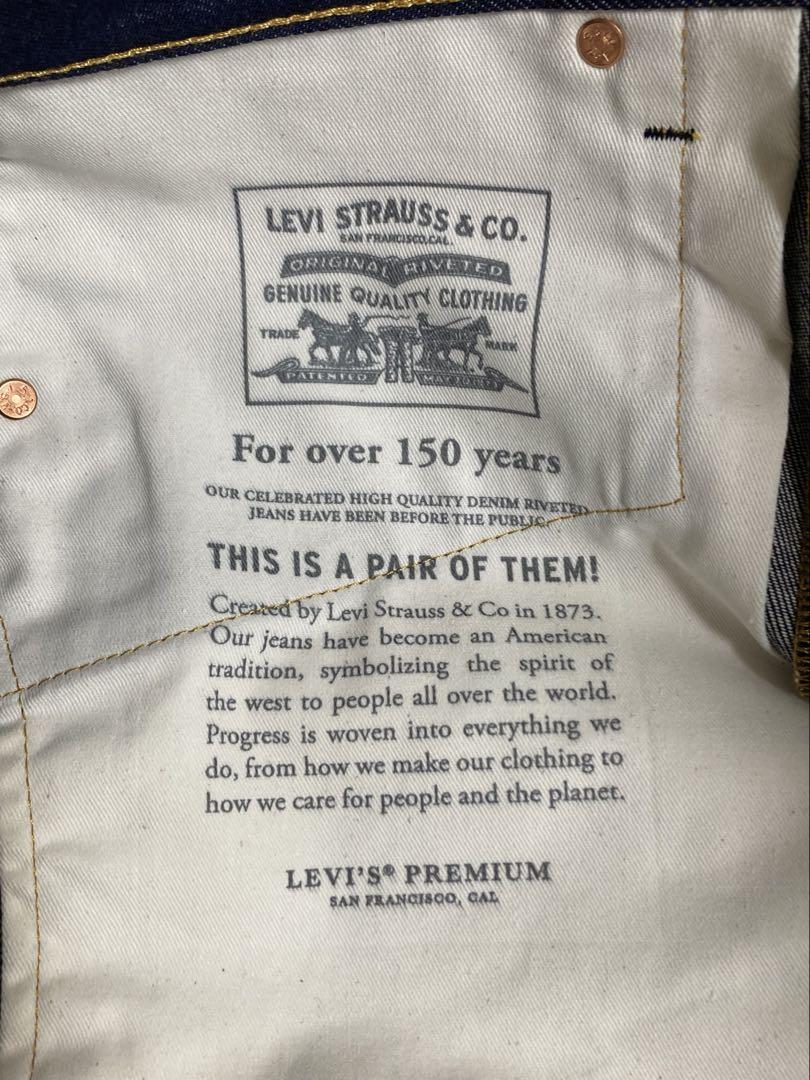 LEVI STRAUSS & CO.
SAN FRANCISCO, CAL.
ORIGINAL RIVETED
GENUINE QUALITY CLOTHING
TRADE MARK
PATENTED MAY 20 1873
For over 150 years
OUR CELEBRATED HIGH QUALITY DENIM RIVETED
JEANS HAVE BEEN BEFORE THE PUBLIC.
THIS IS A PAIR OF THEM!
Created by Levi Strauss & Co in 1873.
Our jeans have become an American
tradition, symbolizing the spirit of
the west to people all over the world.
Progress is woven into everything we
do, from how we make our clothing to
how we care for people and the planet.
LEVI'S® PREMIUM
SAN FRANCISCO, CAL